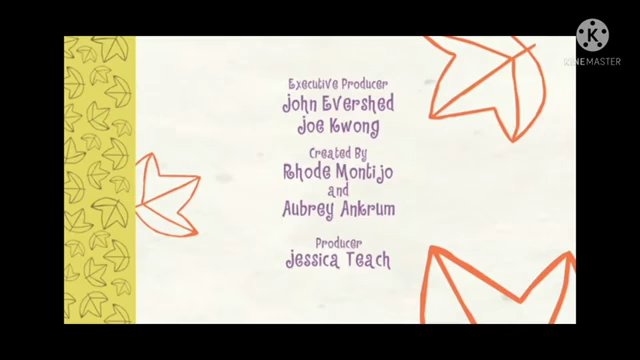 KINEMASTER
Executive Producer
John Evershed
Joe Kwong
Created By
Rhode Montijo
and
Aubrey Ankrum
Producer
Jessica Teach